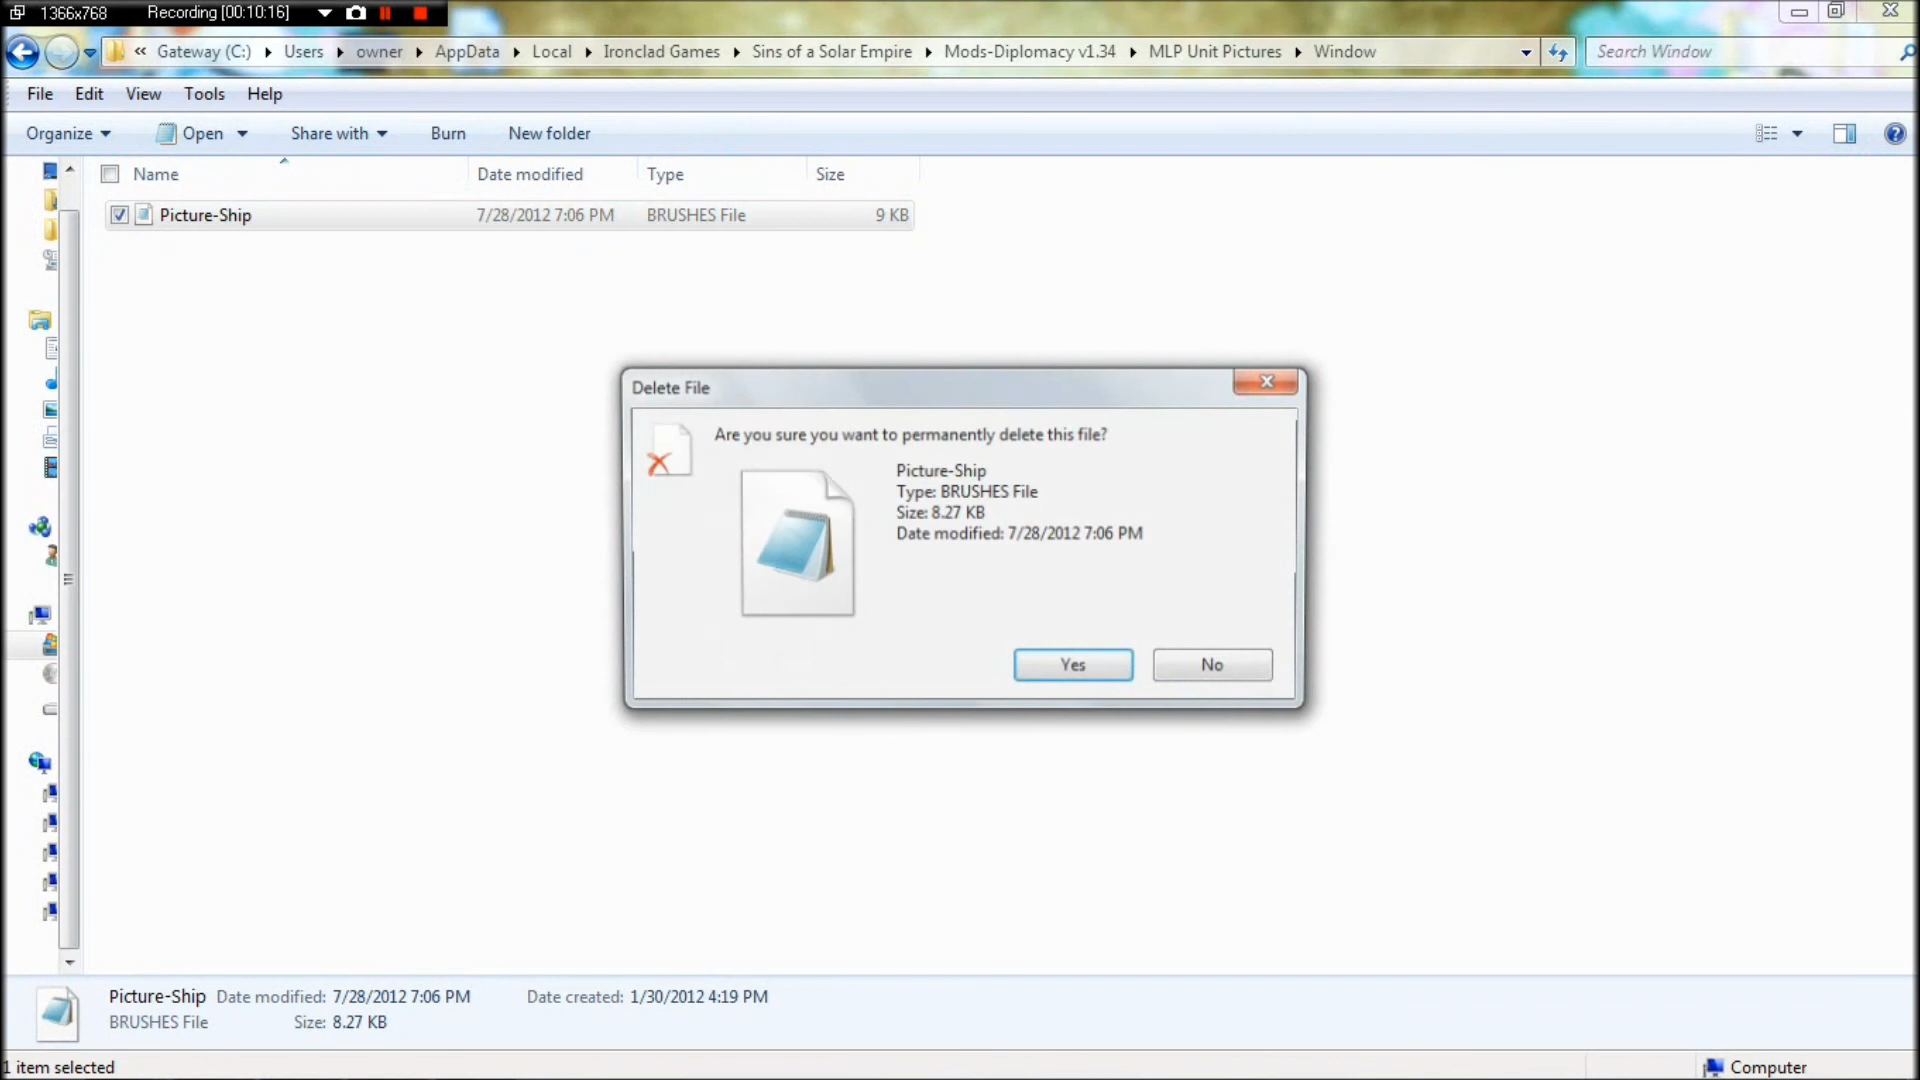 1366x768 Recording [00:10:16]
« Gateway (C:) Users owner AppData Local Ironclad Games Sins of a Solar Empire Mods-Diplomacy v1.34 MLP Unit Pictures Window Search Window
File Edit View Tools Help
Organize Open Share with Burn New folder
Name Date modified Type Size
Picture-Ship 7/28/2012 7:06 PM BRUSHES File 9 KB
Delete File
Are you sure you want to permanently delete this file?
Picture-Ship
Type: BRUSHES File
Size: 8.27 KB
Date modified: 7/28/2012 7:06 PM
Yes No
Picture-Ship Date modified: 7/28/2012 7:06 PM Date created: 1/30/2012 4:19 PM
BRUSHES File Size: 8.27 KB
1 item selected Computer